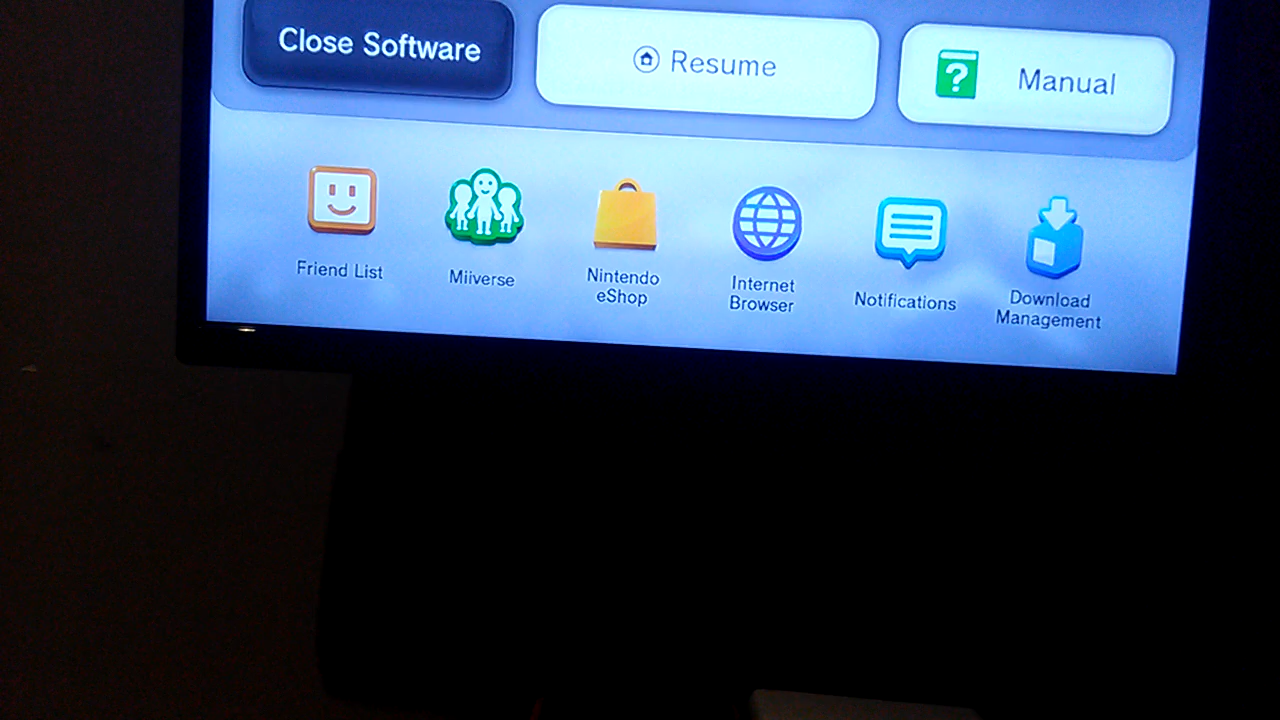 Close Software
Resume
? Manual
Friend List
Miiverse
Nintendo
eShop
Internet
Browser
Notifications
Download
Management